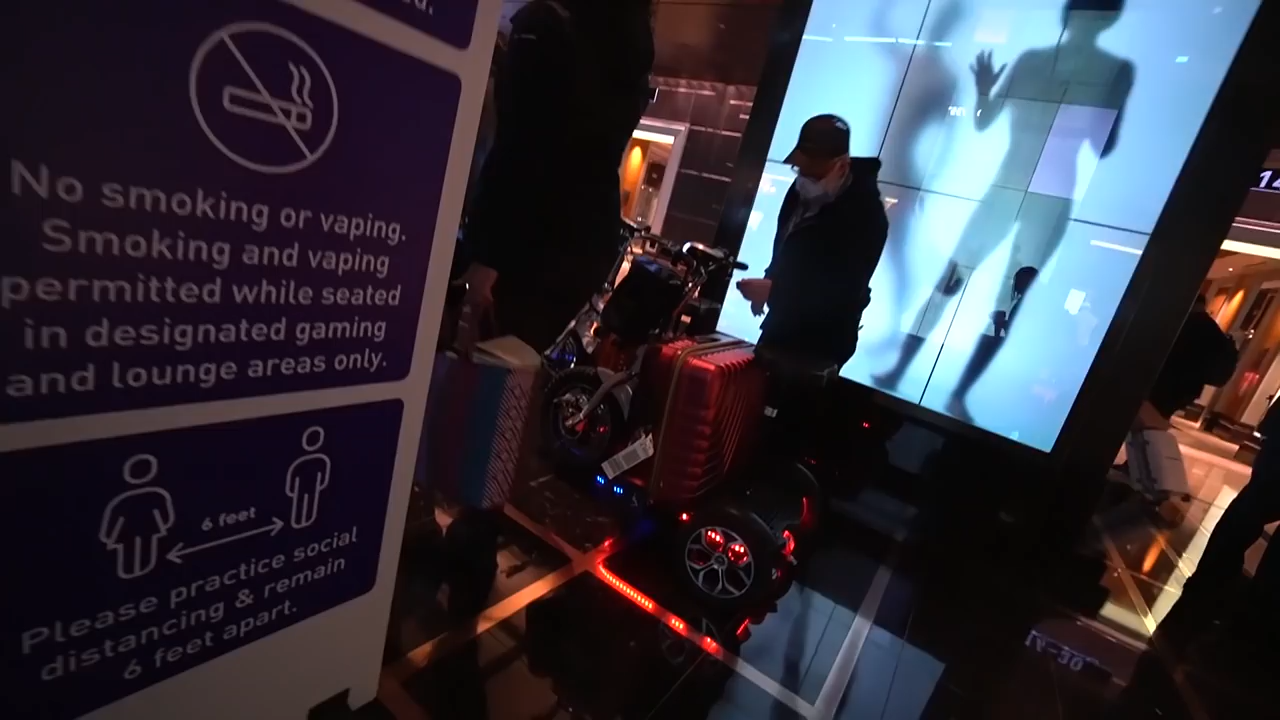 No smoking or vaping.
Smoking and vaping
permitted while seated
in designated gaming
and lounge areas only.
6 feet
Please practice social
distancing & remain
6 feet apart.